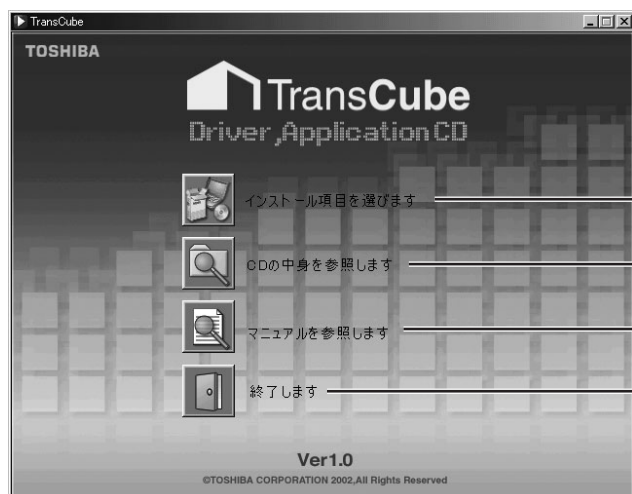 TransCube
TOSHIBA
TransCube
Driver,Application CD
インストール項目を選びます
CDの中身を参照します
マニュアルを参照します
終了します
Ver1.0
©TOSHIBA CORPORATION 2002,All Rights Reserved